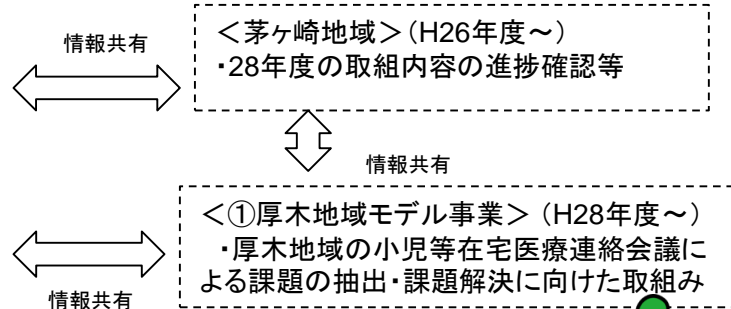 情報共有
＜茅ヶ崎地域＞（H26年度～）
・28年度の取組内容の進捗確認等
情報共有
＜①厚木地域モデル事業＞（H28年度～）
・厚木地域の小児等在宅医療連絡会議に
よる課題の抽出・課題解決に向けた取組み
情報共有